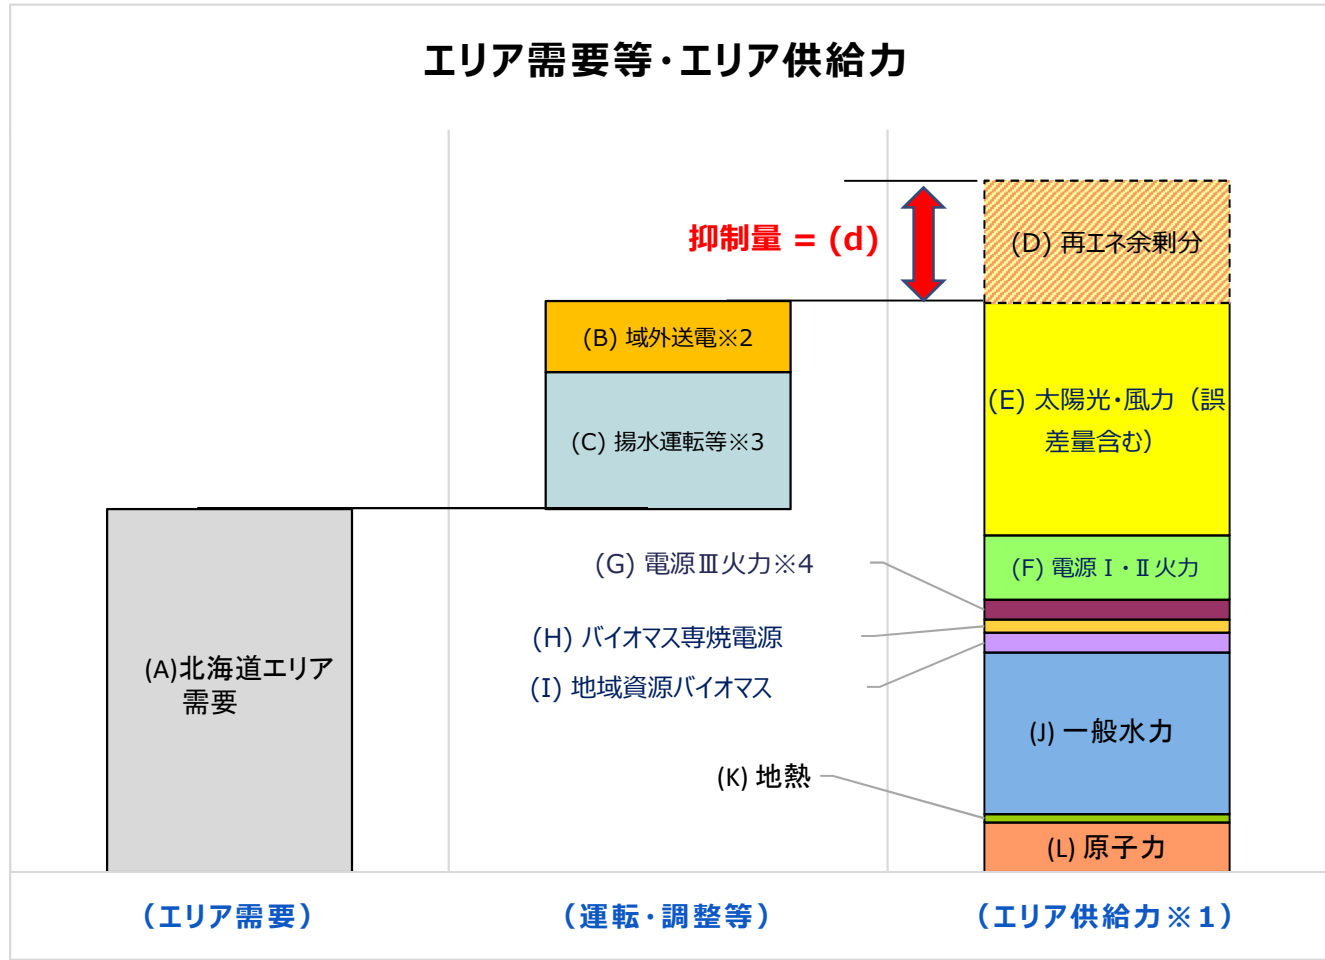 エリア需要等・エリア供給力
抑制量 = (d)
(D) 再エネ余剰分
(B) 域外送電※2
(C) 揚水運転等※3
(E) 太陽光・風力（誤
差量含む）
(G) 電源Ⅲ火力※4
(F) 電源Ⅰ・Ⅱ火力
(H) バイオマス専焼電源
(I) 地域資源バイオマス
(A)北海道エリア
需要
(J) 一般水力
(K) 地熱
(L) 原子力
（エリア需要）
（運転・調整等）
（エリア供給力※1）